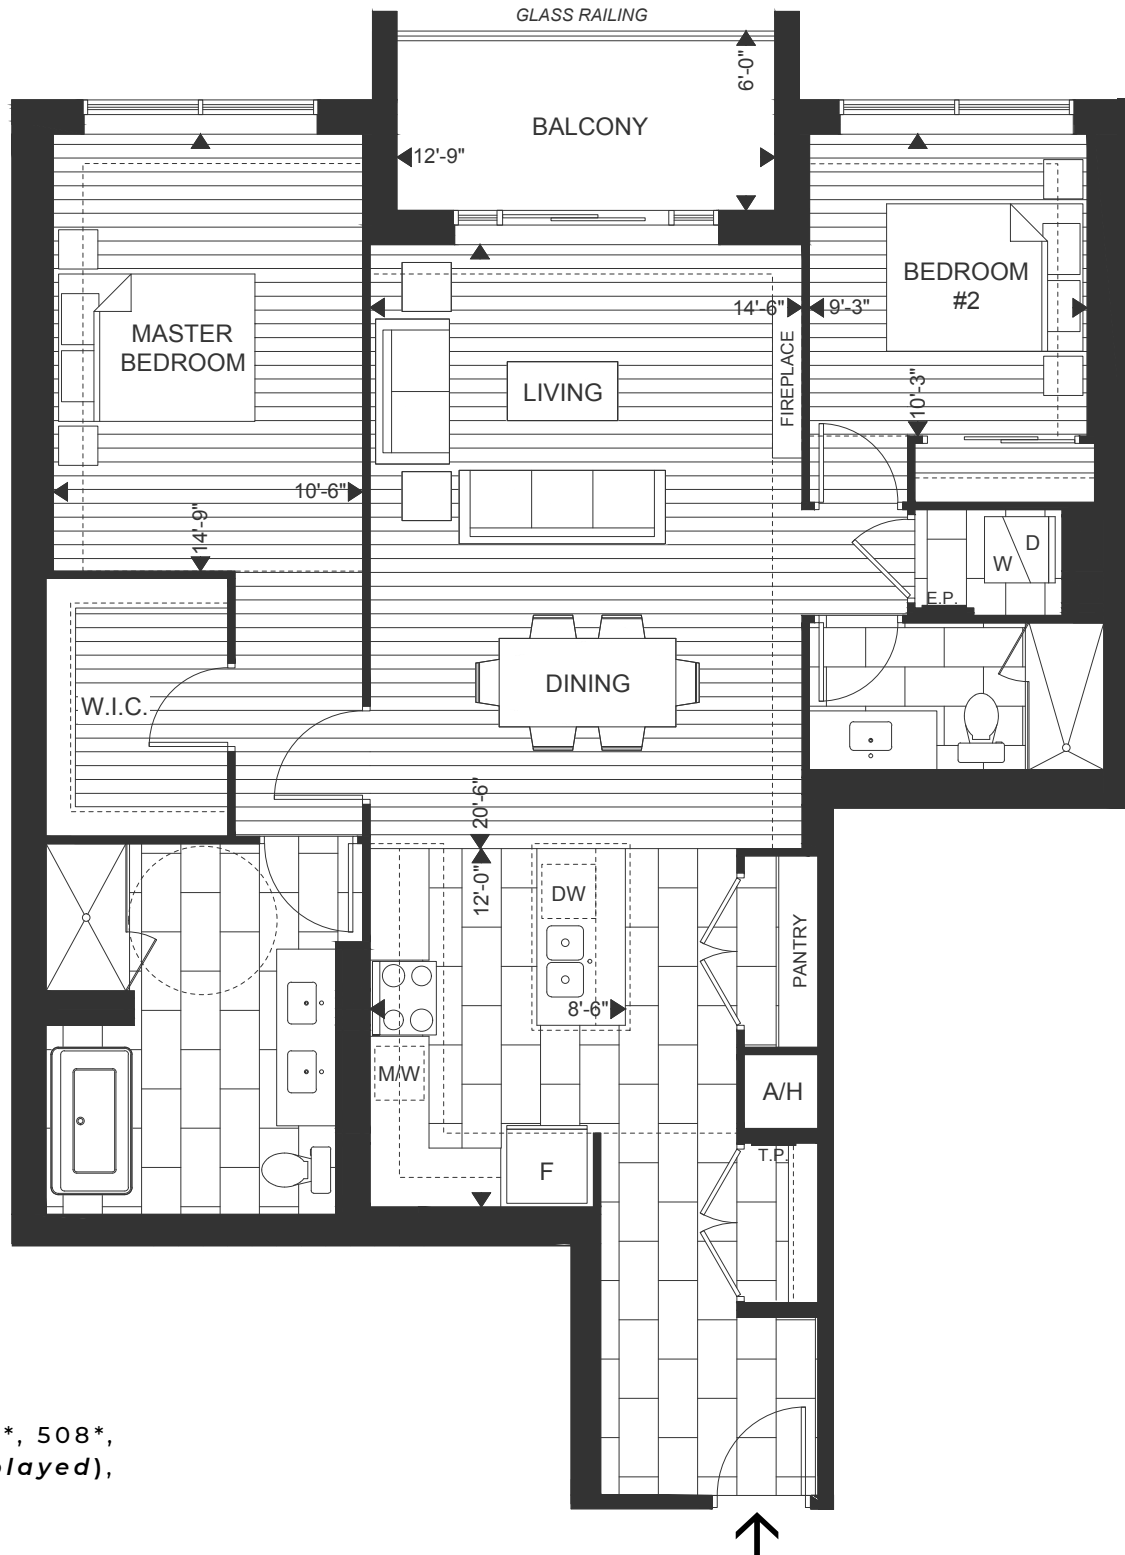 GLASS RAILING
6'-0"
BALCONY
12'-9"
BEDROOM
#2
14'-6"
9'-3"
MASTER
BEDROOM
LIVING
FIREPLACE
10'-3"
10'-6"
14'-9"
D
W
E.P.
DINING
W.I.C.
20'-6"
12'-0"
DW
PANTRY
8'-6"
M/W
A/H
T.P.
F
*, 508*,
played),